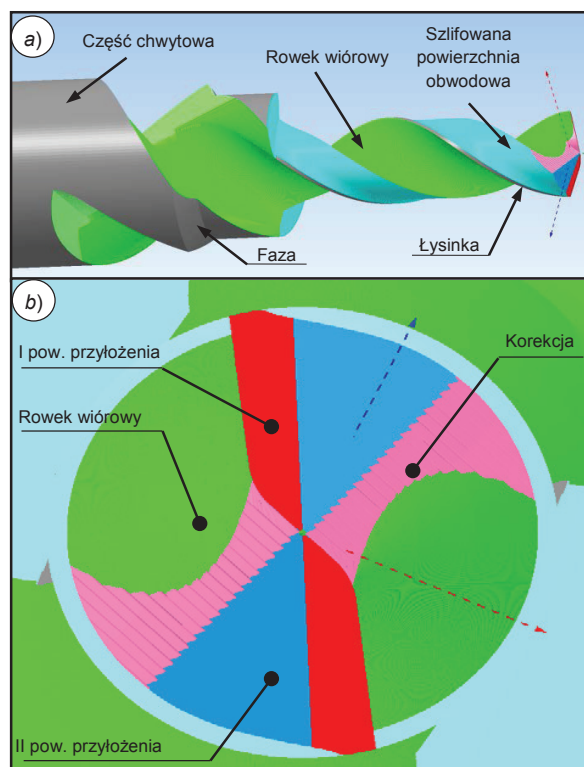 a)
Część chwytowa
Rowek wiórowy
Szlifowana
powierzchnia
obwodowa
Faza
Łysinka
b)
I pow. przyłożenia
Korekcja
Rowek wiórowy
II pow. przyłożenia